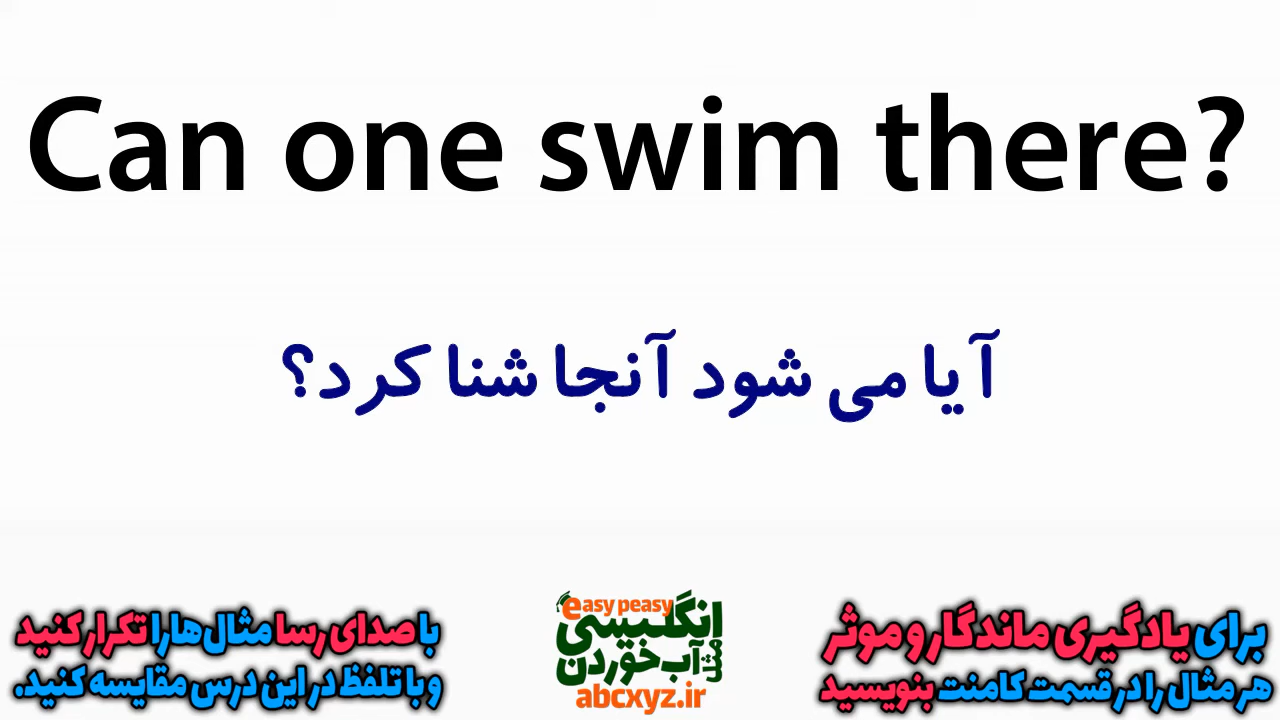 Can one swim there?
آیا می شود آنجا شنا کرد؟
برای یادگیری ماندگار و موثر
هر مثال را در قسمت کامنت بنویسید
easy peasy
انگلیسی
مثل
آب خوردن
abcxyz.ir
با صدای رسا مثال‌ها را تکرار کنید
و با تلفظ در این درس مقایسه کنید.